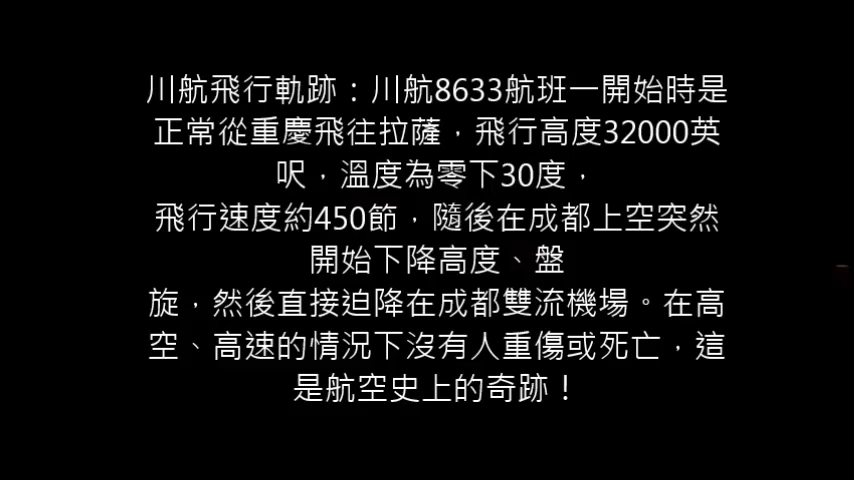 川航飛行軌跡：川航8633航班一開始時是
正常從重慶飛往拉薩，飛行高度32000英
呎，溫度為零下30度，
飛行速度約450節，隨後在成都上空突然
開始下降高度、盤
旋，然後直接迫降在成都雙流機場。在高
空、高速的情況下沒有人重傷或死亡，這
是航空史上的奇跡！